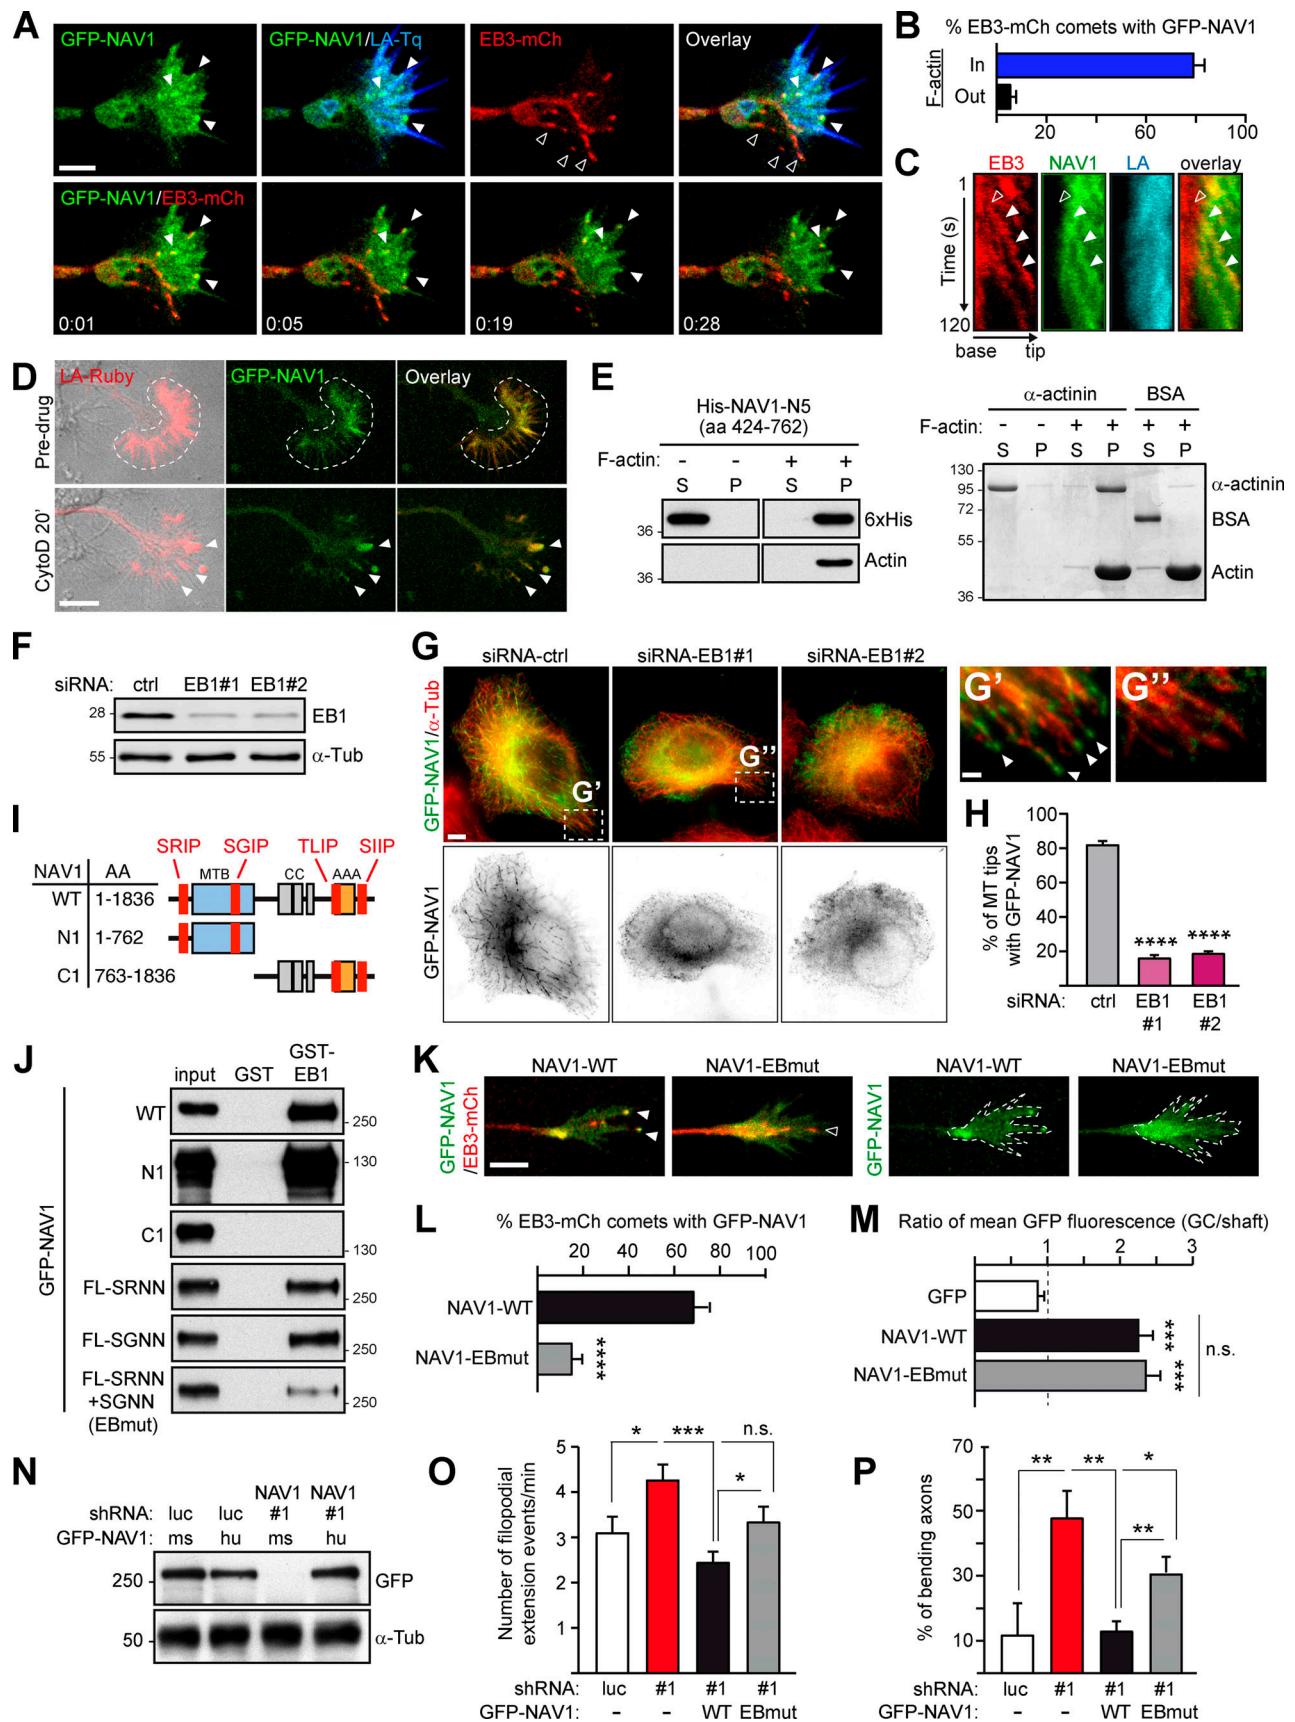 A
GFP-NAV1
GFP-NAV1/LA-Tq
EB3-mCh
Overlay
GFP-NAV1/EB3-mCh
0:01
0:05
0:19
0:28
B
% EB3-mCh comets with GFP-NAV1
F-actin
In
Out
20
60
100
C
EB3
NAV1
LA
overlay
1
Time (s)
120
base
tip
D
LA-Ruby
GFP-NAV1
Overlay
Pre-drug
CytoD 20'
E
His-NAV1-N5
(aa 424-762)
F-actin: - - + +
S P S P
36
6xHis
36
Actin
α-actinin
BSA
F-actin: - - + + + +
S P S P S P
130
95
72
55
36
α-actinin
BSA
Actin
F
siRNA: ctrl EB1#1 EB1#2
28
EB1
55
α-Tub
G
siRNA-ctrl
siRNA-EB1#1
siRNA-EB1#2
GFP-NAV1/α-Tub
G'
G''
GFP-NAV1
G'
G''
H
% of MT tips
with GFP-NAV1
100
80
60
40
20
****
****
siRNA: ctrl EB1 EB1
#1 #2
I
SRIP
SGIP
TLIP
SIIP
NAV1 AA
MTB
CC
AAA
WT 1-1836
N1 1-762
C1 763-1836
J
input GST GST-
EB1
GFP-NAV1
WT
250
N1
130
C1
130
FL-SRNN
250
FL-SGNN
250
FL-SRNN
+SGNN
(EBmut)
250
K
NAV1-WT
NAV1-EBmut
NAV1-WT
NAV1-EBmut
GFP-NAV1
/EB3-mCh
GFP-NAV1
L
% EB3-mCh comets with GFP-NAV1
20 40 60 80 100
NAV1-WT
NAV1-EBmut
****
M
Ratio of mean GFP fluorescence (GC/shaft)
1 2 3
GFP
NAV1-WT
***
NAV1-EBmut
***
n.s.
N
shRNA: luc luc NAV1 #1 NAV1 #1
GFP-NAV1: ms hu ms hu
250
GFP
50
α-Tub
O
Number of filopodial
extension events/min
5
4
3
2
1
*
***
n.s.
*
shRNA: luc #1 #1 #1
GFP-NAV1: - - WT EBmut
P
% of bending axons
70
50
30
10
**
**
*
**
shRNA: luc #1 #1 #1
GFP-NAV1: - - WT EBmut